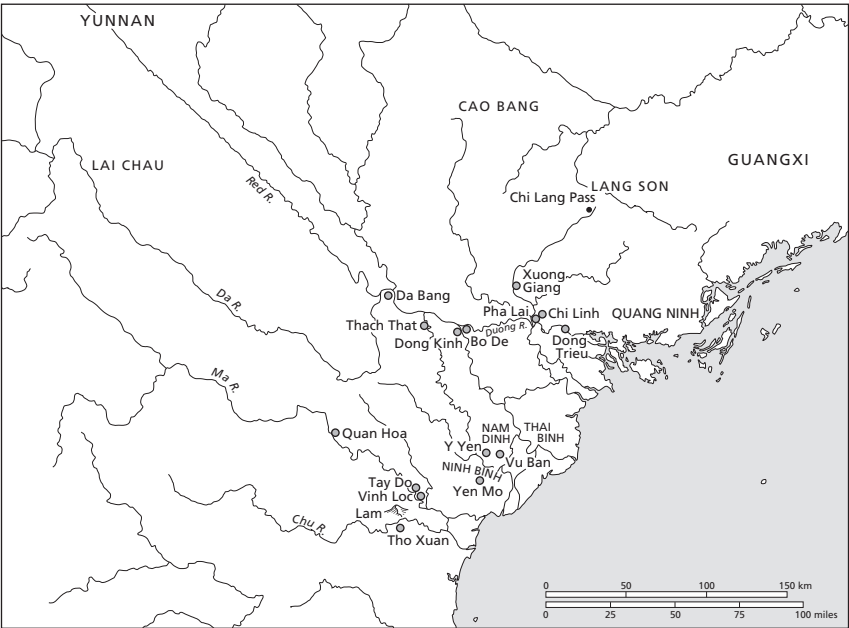 YUNNAN
CAO BANG
GUANGXI
LAI CHAU
Red R.
LANG SON
Chi Lang Pass
Da R.
Xuong
Giang
Da Bang
Pha Lai
Chi Linh
QUANG NINH
Thach That
Duong R.
Dong Kinh
Bo De
Dong
Trieu
Ma R.
Quan Hoa
NAM
DINH
THAI
BINH
Y Yen
Vu Ban
NINH BINH
Tay Do
Yen Mo
Vinh Loc
Lam
Chu R.
Tho Xuan
0 50 100 150 km
0 25 50 75 100 miles